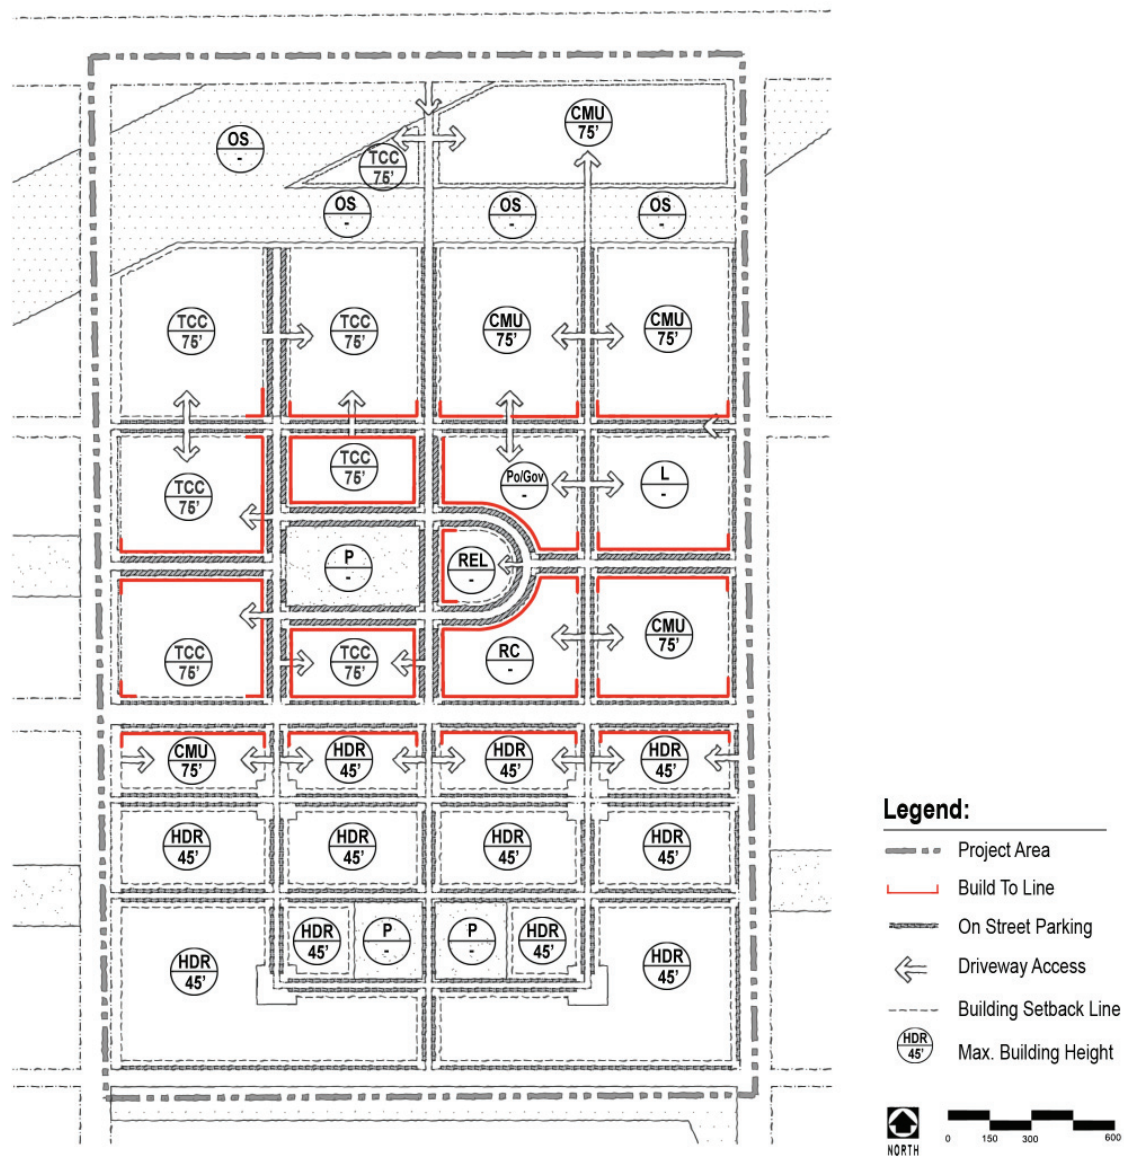 CMU
75'
OS
-
TCC
75'
OS
-
OS
-
OS
-
TCC
75'
TCC
75'
CMU
75'
CMU
75'
TCC
75'
TCC
75'
Po/Gov
-
L
-
P
-
REL
-
TCC
75'
TCC
75'
RC
-
CMU
75'
CMU
75'
HDR
45'
HDR
45'
HDR
45'
HDR
45'
HDR
45'
HDR
45'
HDR
45'
HDR
45'
HDR
45'
P
-
P
-
HDR
45'
HDR
45'
Legend:
Project Area
Build To Line
On Street Parking
Driveway Access
Building Setback Line
HDR
45'
Max. Building Height
NORTH
0 150 300 600